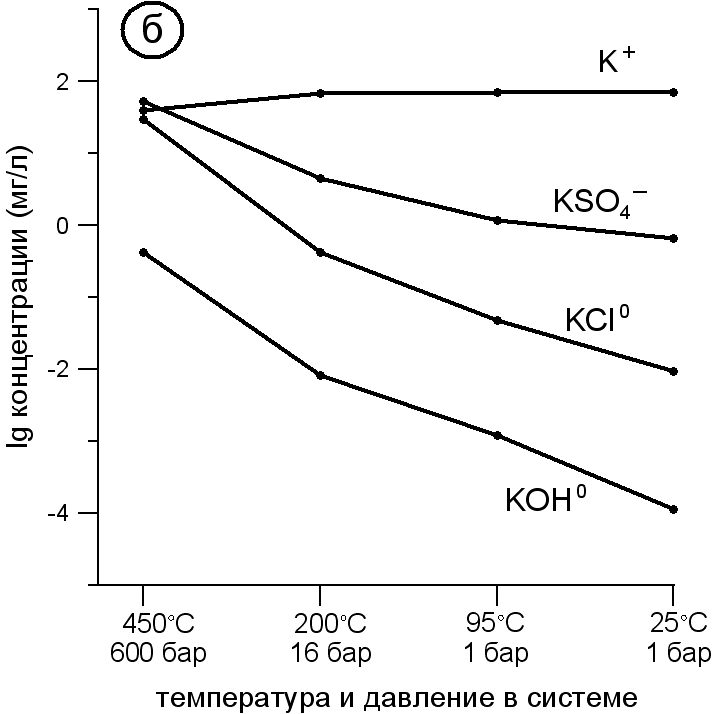 б
K⁺
2
KSO₄⁻
0
KCl⁰
-2
KOH⁰
-4
lg концентрации (мг/л)
450°C 200°C 95°C 25°C
600 бар 16 бар 1 бар 1 бар
температура и давление в системе